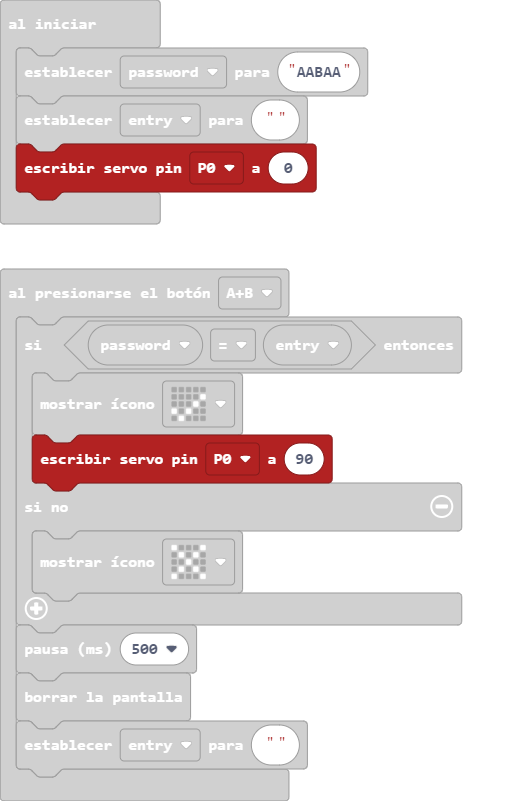 al iniciar
establecer password para "AABAA"
establecer entry para " "
escribir servo pin P0 a 0
al presionarse el botón A+B
si password = entry entonces
mostrar ícono
escribir servo pin P0 a 90
si no
mostrar ícono
pausa (ms) 500
borrar la pantalla
establecer entry para " "